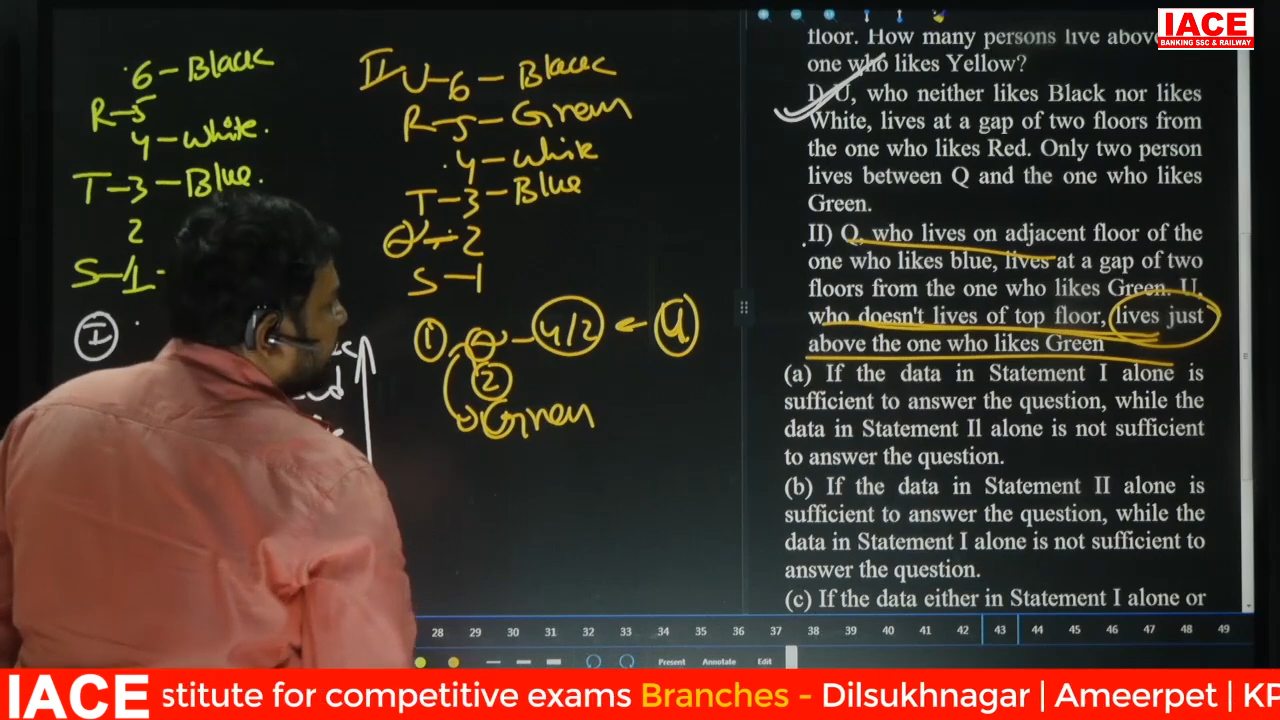 IACE
BANKING SSC & RAILWAY
6 - Black
R - 5
4 - White.
T - 3 - Blue.
2
S - 1 -
I
II U - 6 - Black
R - 5 - Green
4 - White
T - 3 - Blue
Q - 2
S - 1
① Q - 4/2 ← U
2
Green
floor. How many persons live above
one who likes Yellow?
I) U, who neither likes Black nor likes
White, lives at a gap of two floors from
the one who likes Red. Only two person
lives between Q and the one who likes
Green.
II) Q, who lives on adjacent floor of the
one who likes blue, lives at a gap of two
floors from the one who likes Green. U,
who doesn't lives of top floor, lives just
above the one who likes Green
(a) If the data in Statement I alone is
sufficient to answer the question, while the
data in Statement Il alone is not sufficient
to answer the question.
(b) If the data in Statement II alone is
sufficient to answer the question, while the
data in Statement I alone is not sufficient to
answer the question.
(c) If the data either in Statement I alone or
28 29 30 31 32 33 34 35 36 37 38 39 40 41 42 43 44 45 46 47 48 49
Present Annotate Edit
IACE stitute for competitive exams Branches - Dilsukhnagar | Ameerpet | KP